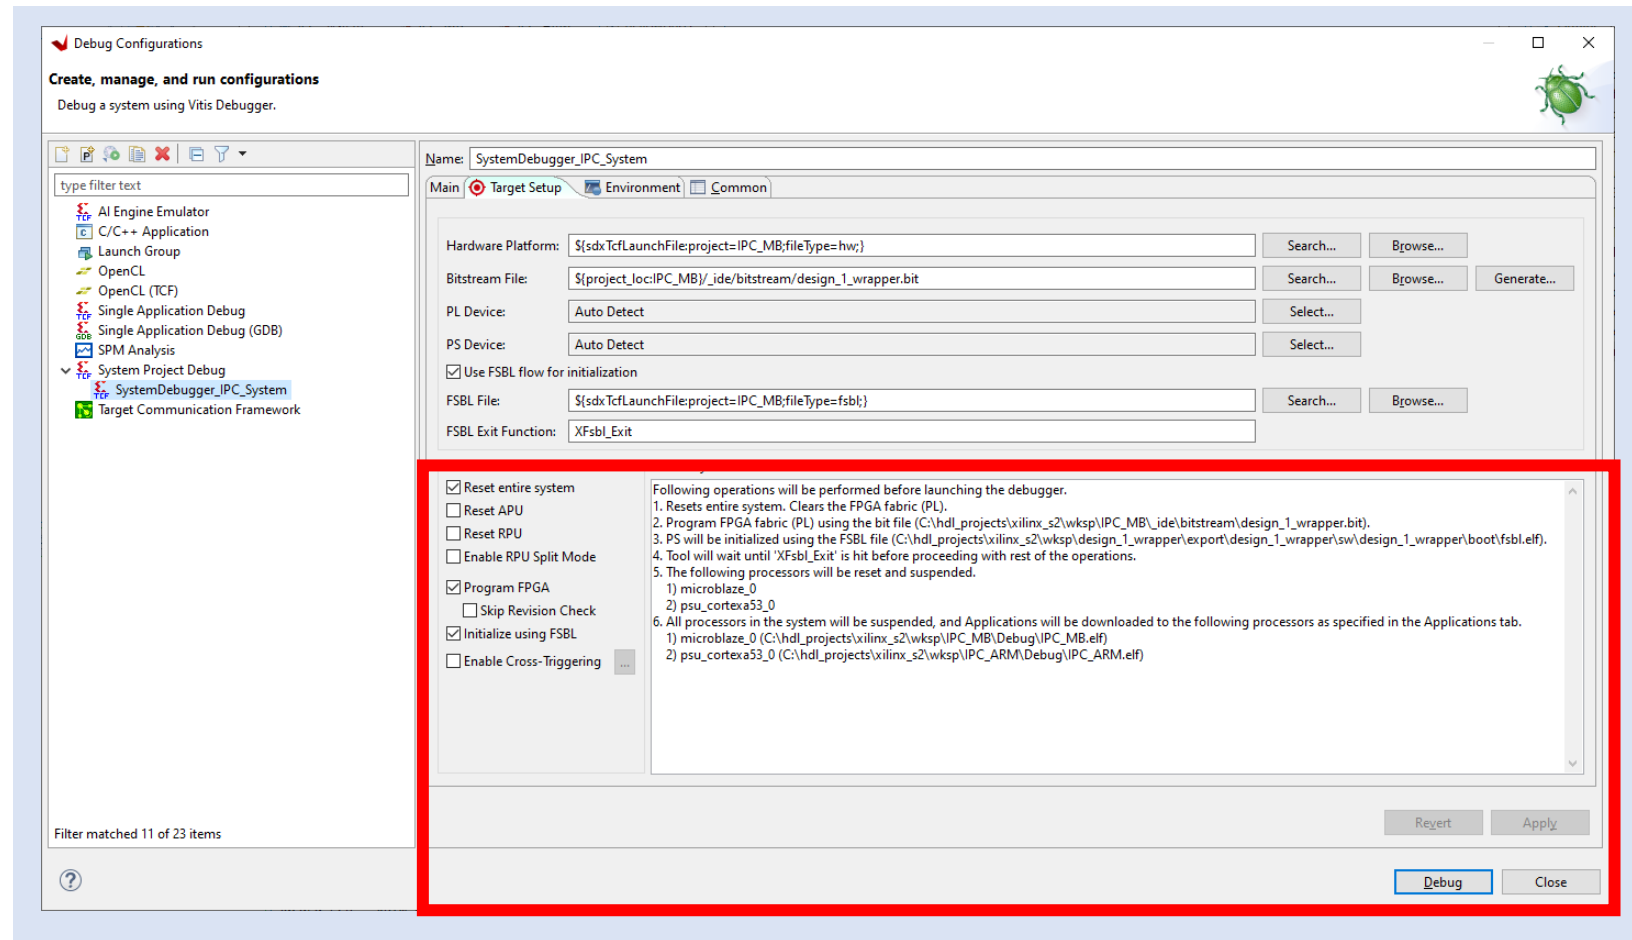 Debug Configurations
Create, manage, and run configurations
Debug a system using Vitis Debugger.
type filter text
AI Engine Emulator
C/C++ Application
Launch Group
OpenCL
OpenCL (TCF)
Single Application Debug
Single Application Debug (GDB)
SPM Analysis
System Project Debug
SystemDebugger_IPC_System
Target Communication Framework
Filter matched 11 of 23 items
Name: SystemDebugger_IPC_System
Main Target Setup Environment Common
Hardware Platform: ${sdxTcfLaunchFile:project=IPC_MB;fileType=hw;} Search... Browse...
Bitstream File: ${project_loc:IPC_MB}/_ide/bitstream/design_1_wrapper.bit Search... Browse... Generate...
PL Device: Auto Detect Select...
PS Device: Auto Detect Select...
Use FSBL flow for initialization
FSBL File: ${sdxTcfLaunchFile:project=IPC_MB;fileType=fsbl;} Search... Browse...
FSBL Exit Function: XFsbl_Exit
Reset entire system
Reset APU
Reset RPU
Enable RPU Split Mode
Program FPGA
Skip Revision Check
Initialize using FSBL
Enable Cross-Triggering ...
Following operations will be performed before launching the debugger.
1. Resets entire system. Clears the FPGA fabric (PL).
2. Program FPGA fabric (PL) using the bit file (C:\hdl_projects\xilinx_s2\wksp\IPC_MB\_ide\bitstream\design_1_wrapper.bit).
3. PS will be initialized using the FSBL file (C:\hdl_projects\xilinx_s2\wksp\design_1_wrapper\export\design_1_wrapper\sw\design_1_wrapper\boot\fsbl.elf).
4. Tool will wait until 'XFsbl_Exit' is hit before proceeding with rest of the operations.
5. The following processors will be reset and suspended.
1) microblaze_0
2) psu_cortexa53_0
6. All processors in the system will be suspended, and Applications will be downloaded to the following processors as specified in the Applications tab.
1) microblaze_0 (C:\hdl_projects\xilinx_s2\wksp\IPC_MB\Debug\IPC_MB.elf)
2) psu_cortexa53_0 (C:\hdl_projects\xilinx_s2\wksp\IPC_ARM\Debug\IPC_ARM.elf)
Revert Apply
Debug Close